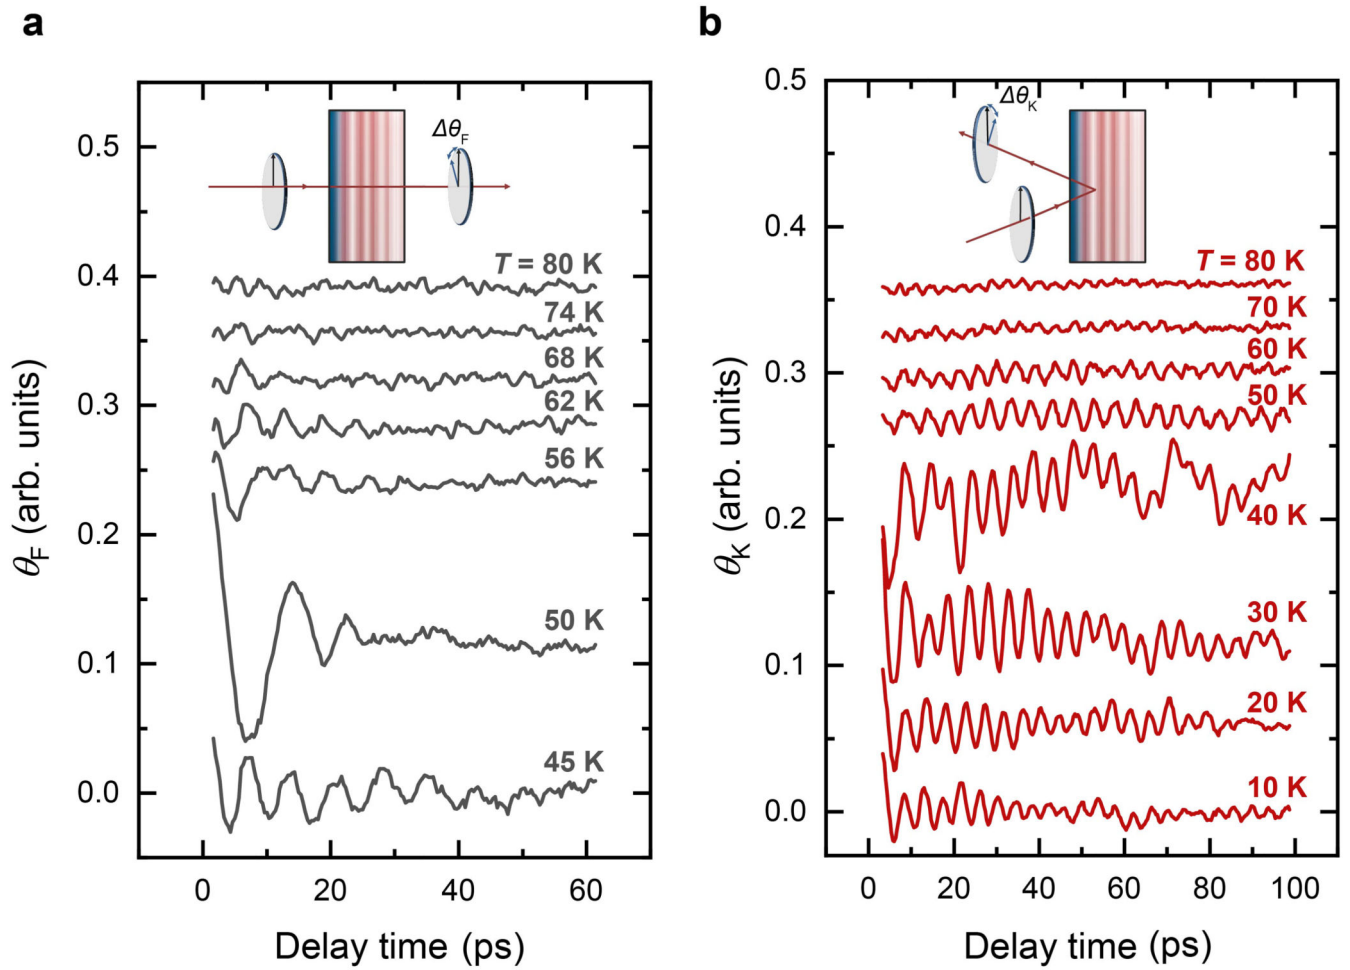 a
θF (arb. units)
0.5
0.4
0.3
0.2
0.1
0.0
ΔθF
T = 80 K
74 K
68 K
62 K
56 K
50 K
45 K
0 20 40 60
Delay time (ps)
b
θK (arb. units)
0.5
0.4
0.3
0.2
0.1
0.0
ΔθK
T = 80 K
70 K
60 K
50 K
40 K
30 K
20 K
10 K
0 20 40 60 80 100
Delay time (ps)